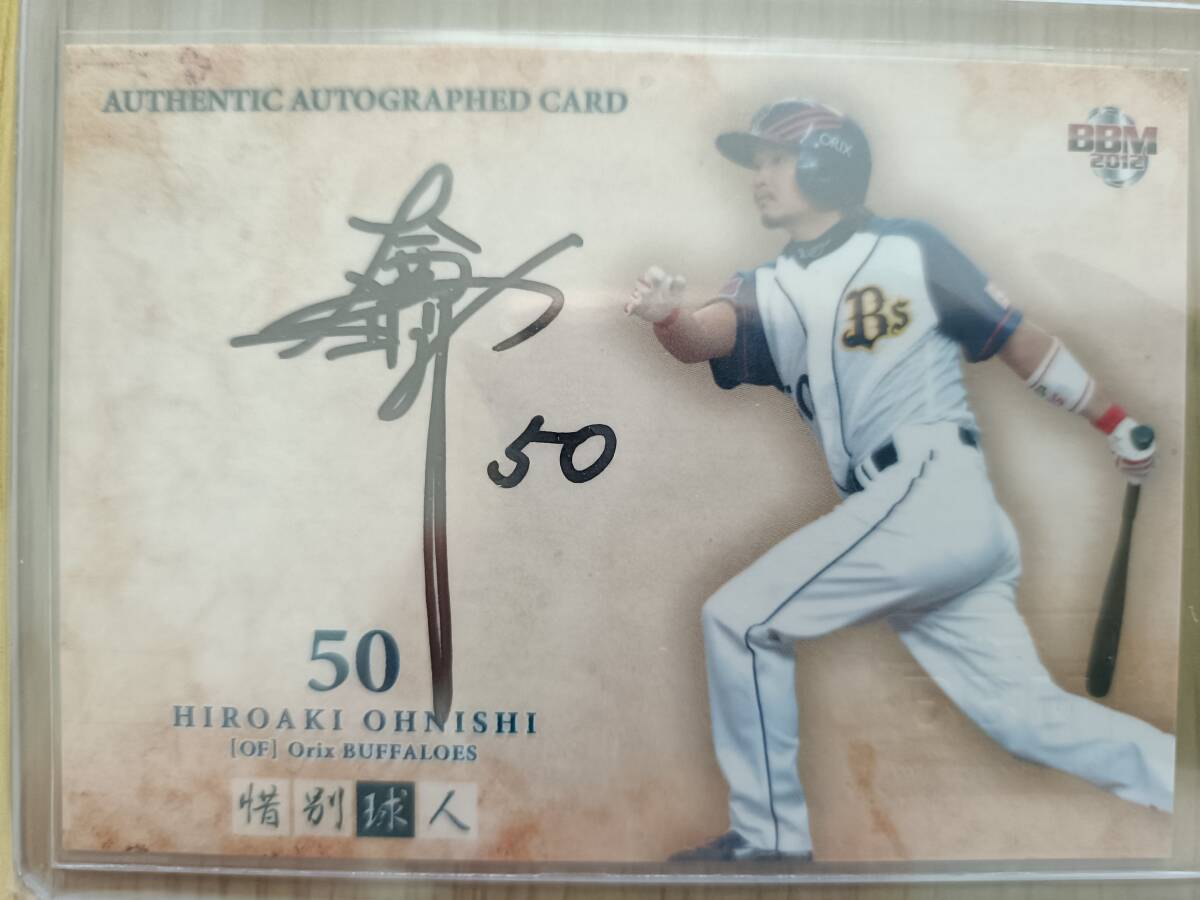 AUTHENTIC AUTOGRAPHED CARD
BBM
2012
ORIX
Bs
50
50
HIROAKI OHNISHI
[OF] Orix BUFFALOES
惜別球人